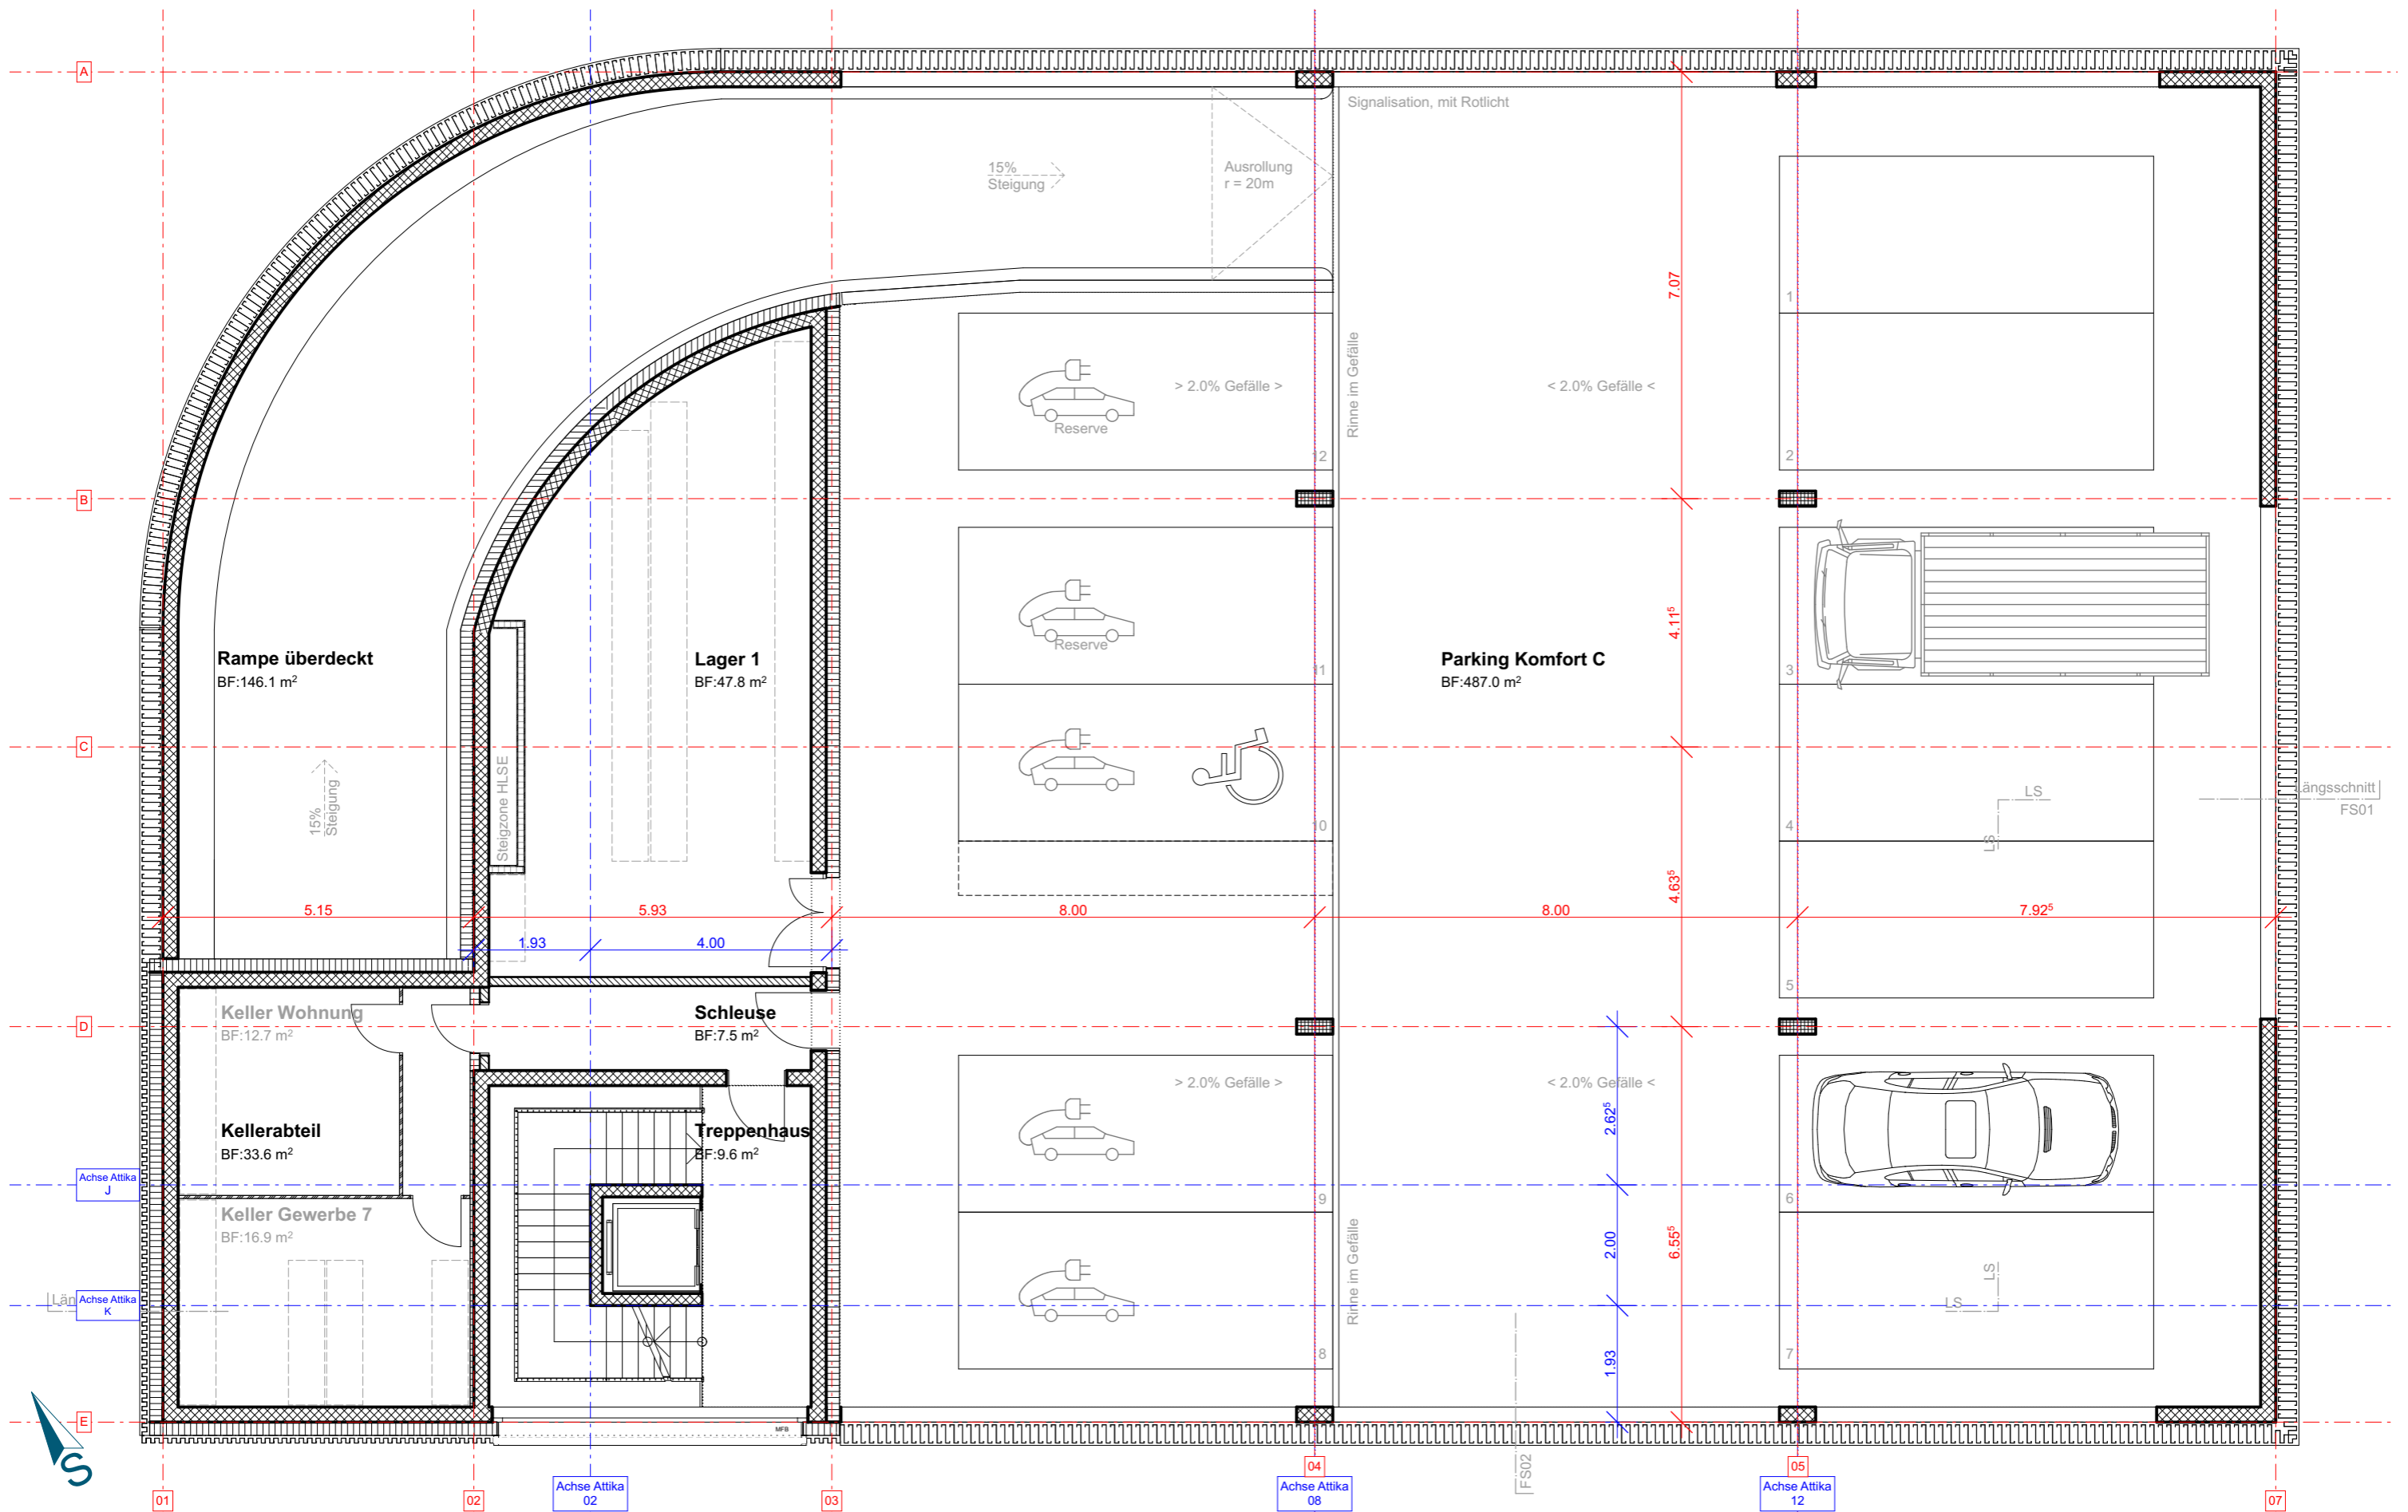 A
Signalisation, mit Rotlicht
15%
Steigung
Ausrollung
r = 20m
7.07
1
Rinne im Gefälle
> 2.0% Gefälle >
< 2.0% Gefälle <
Reserve
12
2
B
4.11⁵
Reserve
Rampe überdeckt
BF:146.1 m²
Lager 1
BF:47.8 m²
11
Parking Komfort C
BF:487.0 m²
3
C
15%
Steigung
Steigzone HLSE
10
4
LS
LS
Längsschnitt
FS01
4.63⁵
5.15
5.93
8.00
8.00
7.92⁵
1.93
4.00
5
Keller Wohnung
BF:12.7 m²
Schleuse
BF:7.5 m²
D
> 2.0% Gefälle >
< 2.0% Gefälle <
2.62⁵
Kellerabteil
BF:33.6 m²
Treppenhaus
BF:9.6 m²
Achse Attika
J
9
6
Keller Gewerbe 7
BF:16.9 m²
Rinne im Gefälle
2.00
6.55⁵
LS
LS
Län
Achse Attika
K
8
1.93
7
E
MFB
S
FS02
01
02
Achse Attika
02
03
04
Achse Attika
08
05
Achse Attika
12
07